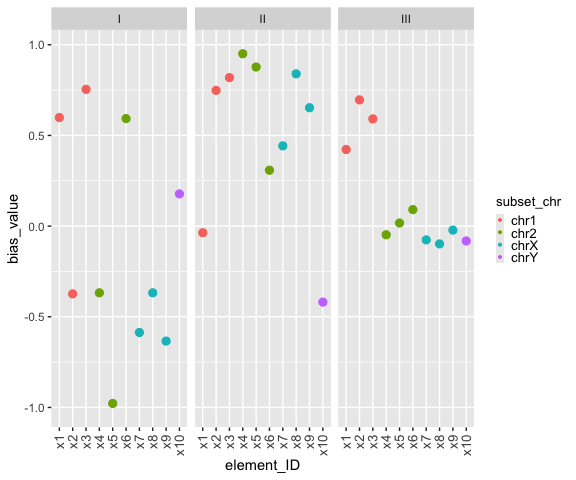 I II III
1.0
0.5
0.0
-0.5
-1.0
bias_value
x1 x2 x3 x4 x5 x6 x7 x8 x9 x10 x1 x2 x3 x4 x5 x6 x7 x8 x9 x10 x1 x2 x3 x4 x5 x6 x7 x8 x9 x10
element_ID
subset_chr
chr1
chr2
chrX
chrY